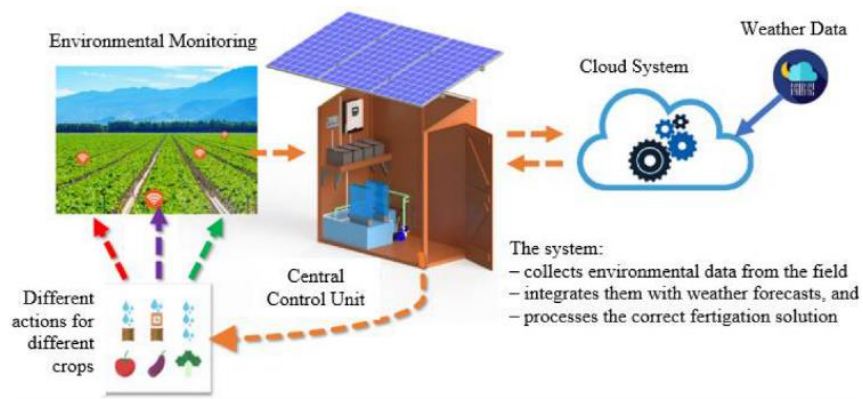 Environmental Monitoring
Weather Data
Cloud System
Central
Control Unit
The system:
– collects environmental data from the field
– integrates them with weather forecasts, and
– processes the correct fertigation solution
Different
actions for
different
crops